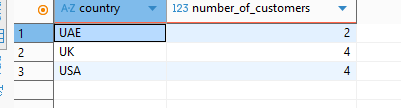 A-Z country 123 number_of_customers
1 UAE 2
2 UK 4
3 USA 4